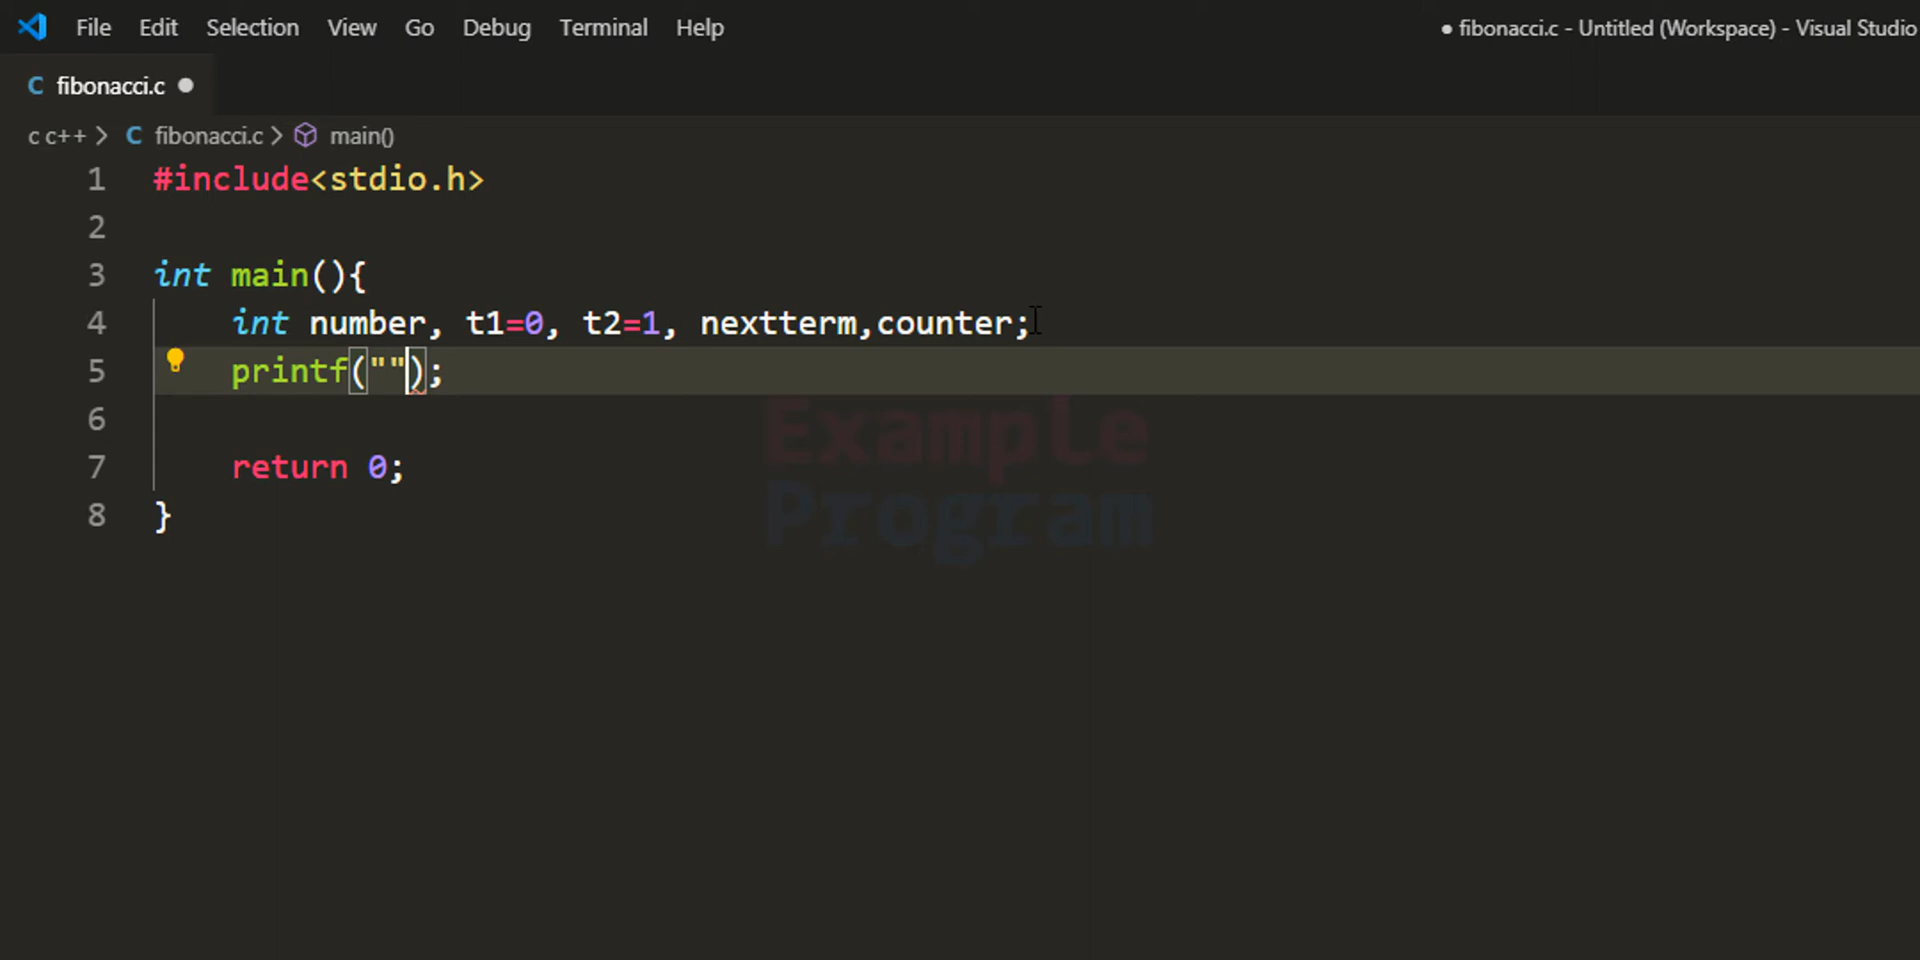 File Edit Selection View Go Debug Terminal Help ● fibonacci.c - Untitled (Workspace) - Visual Studio
C fibonacci.c ●
c c++ > C fibonacci.c > main()
1 #include<stdio.h>
2
3 int main(){
4 int number, t1=0, t2=1, nextterm,counter;
5 printf("");
6
7 return 0;
8 }
Example
Program